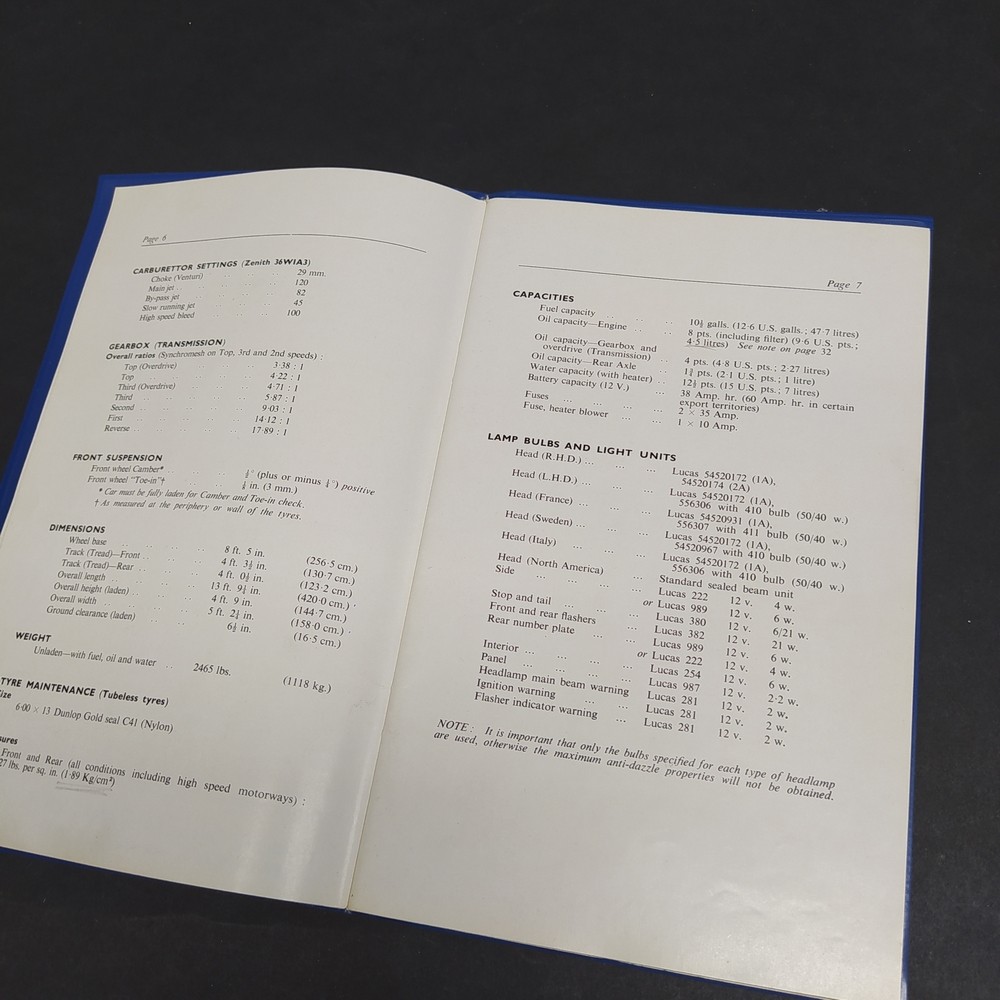 Page 6
CARBURETTOR SETTINGS (Zenith 36WIA3)
Choke (Venturi) .. .. .. 29 mm.
Main jet .. .. .. 120
By-pass jet .. .. .. 82
Slow running jet .. .. .. 45
High speed bleed .. .. .. 100
GEARBOX (TRANSMISSION)
Overall ratios (Synchromesh on Top, 3rd and 2nd speeds) :
Top (Overdrive) .. .. .. 3·38 : 1
Top .. .. .. 4·22 : 1
Third (Overdrive) .. .. .. 4·71 : 1
Third .. .. .. 5·87 : 1
Second .. .. .. 9·03 : 1
First .. .. .. 14·12 : 1
Reverse .. .. .. 17·89 : 1
FRONT SUSPENSION
Front wheel Camber* .. .. ½° (plus or minus ¼°) positive
Front wheel "Toe-in"† .. .. ⅛ in. (3 mm.)
* Car must be fully laden for Camber and Toe-in check.
† As measured at the periphery or wall of the tyres.
DIMENSIONS
Wheel base .. .. .. 8 ft. 5 in. (256·5 cm.)
Track (Tread)—Front .. .. 4 ft. 3½ in. (130·7 cm.)
Track (Tread)—Rear .. .. 4 ft. 0½ in. (123·2 cm.)
Overall length .. .. .. 13 ft. 9¼ in. (420·0 cm.)
Overall height (laden) .. .. 4 ft. 9 in. (144·7 cm.)
Overall width .. .. .. 5 ft. 2¼ in. (158·0 cm.)
Ground clearance (laden) .. .. 6½ in. (16·5 cm.)
WEIGHT
Unladen—with fuel, oil and water .. 2465 lbs. (1118 kg.)
TYRE MAINTENANCE (Tubeless tyres)
6·00 × 13 Dunlop Gold seal C41 (Nylon)
Front and Rear (all conditions including high speed motorways) :
27 lbs. per sq. in. (1·89 Kg/cm²)
Page 7
CAPACITIES
Fuel capacity .. .. .. 10½ galls. (12·6 U.S. galls.; 47·7 litres)
Oil capacity—Engine .. .. 8 pts. (including filter) (9·6 U.S. pts.;
4·5 litres) See note on page 32
Oil capacity—Gearbox and
overdrive (Transmission) .. 4 pts. (4·8 U.S. pts.; 2·27 litres)
Oil capacity—Rear Axle .. 1¾ pts. (2·1 U.S. pts.; 1 litre)
Water capacity (with heater) .. 12½ pts. (15 U.S. pts.; 7 litres)
Battery capacity (12 V.) ... 38 Amp. hr. (60 Amp. hr. in certain
export territories)
Fuses ... ... ... ... 2 × 35 Amp.
Fuse, heater blower ... ... 1 × 10 Amp.
LAMP BULBS AND LIGHT UNITS
Head (R.H.D.) ... ... ... Lucas 54520172 (1A),
54520174 (2A)
Head (L.H.D.) ... ... ... Lucas 54520172 (1A),
556306 with 410 bulb (50/40 w.)
Head (France) ... ... ... Lucas 54520931 (1A),
556307 with 411 bulb (50/40 w.)
Head (Sweden) ... ... ... Lucas 54520172 (1A),
54520967 with 410 bulb (50/40 w.)
Head (Italy) ... ... ... Lucas 54520172 (1A),
556306 with 410 bulb (50/40 w.)
Head (North America) ... Standard sealed beam unit
Side ... ... ... ... Lucas 222 12 v. 4 w.
or Lucas 989 12 v. 6 w.
Stop and tail ... ... ... Lucas 380 12 v. 6/21 w.
Front and rear flashers ... Lucas 382 12 v. 21 w.
Rear number plate ... ... Lucas 989 12 v. 6 w.
or Lucas 222 12 v. 4 w.
Interior ... ... ... ... Lucas 254 12 v. 6 w.
Panel ... ... ... ... Lucas 987 12 v. 2·2 w.
Headlamp main beam warning Lucas 281 12 v. 2 w.
Ignition warning ... ... Lucas 281 12 v. 2 w.
Flasher indicator warning ... Lucas 281 12 v. 2 w.
NOTE: It is important that only the bulbs specified for each type of headlamp
are used, otherwise the maximum anti-dazzle properties will not be obtained.